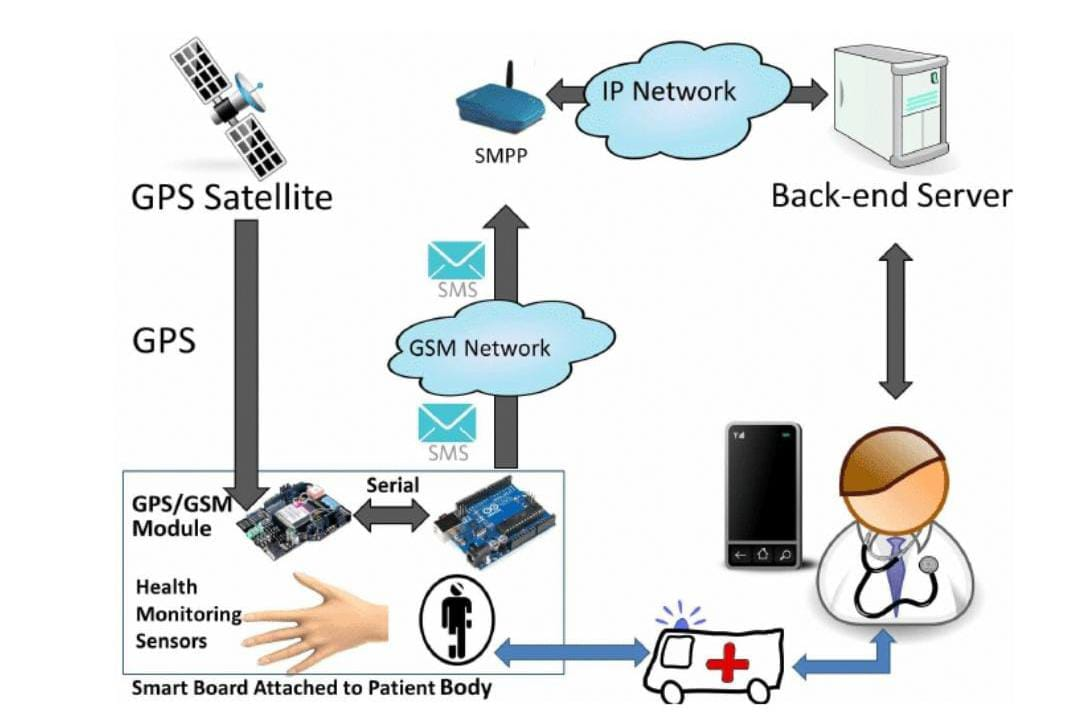 IP Network
SMPP
GPS Satellite
Back-end Server
SMS
GPS
GSM Network
SMS
Serial
GPS/GSM
Module
Health
Monitoring
Sensors
Smart Board Attached to Patient Body